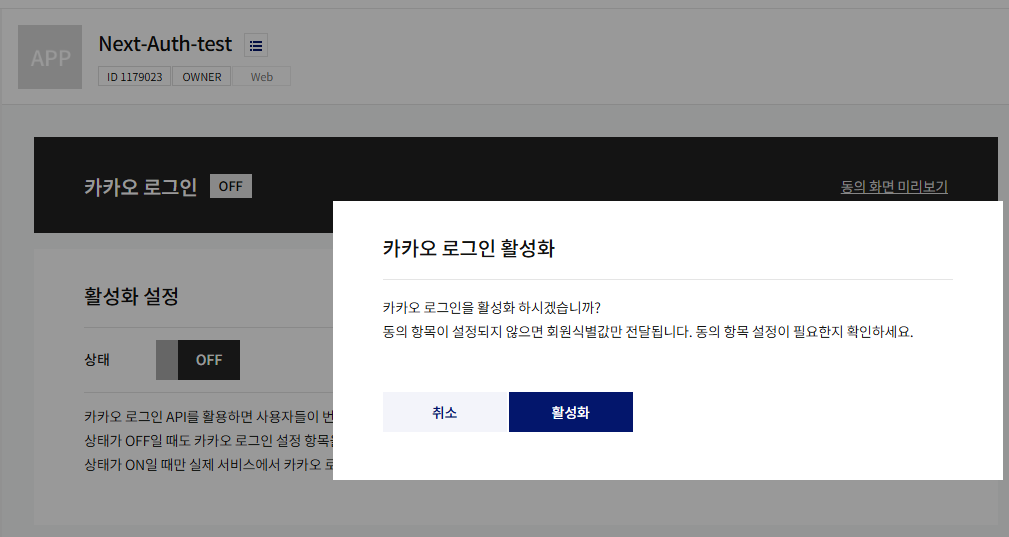 APP
Next-Auth-test
ID 1179023 OWNER Web
카카오 로그인 OFF
동의 화면 미리보기
카카오 로그인 활성화
카카오 로그인을 활성화 하시겠습니까?
동의 항목이 설정되지 않으면 회원식별값만 전달됩니다. 동의 항목 설정이 필요한지 확인하세요.
취소 활성화
활성화 설정
상태 OFF
카카오 로그인 API를 활용하면 사용자들이 번
상태가 OFF일 때도 카카오 로그인 설정 항목을
상태가 ON일 때만 실제 서비스에서 카카오 로